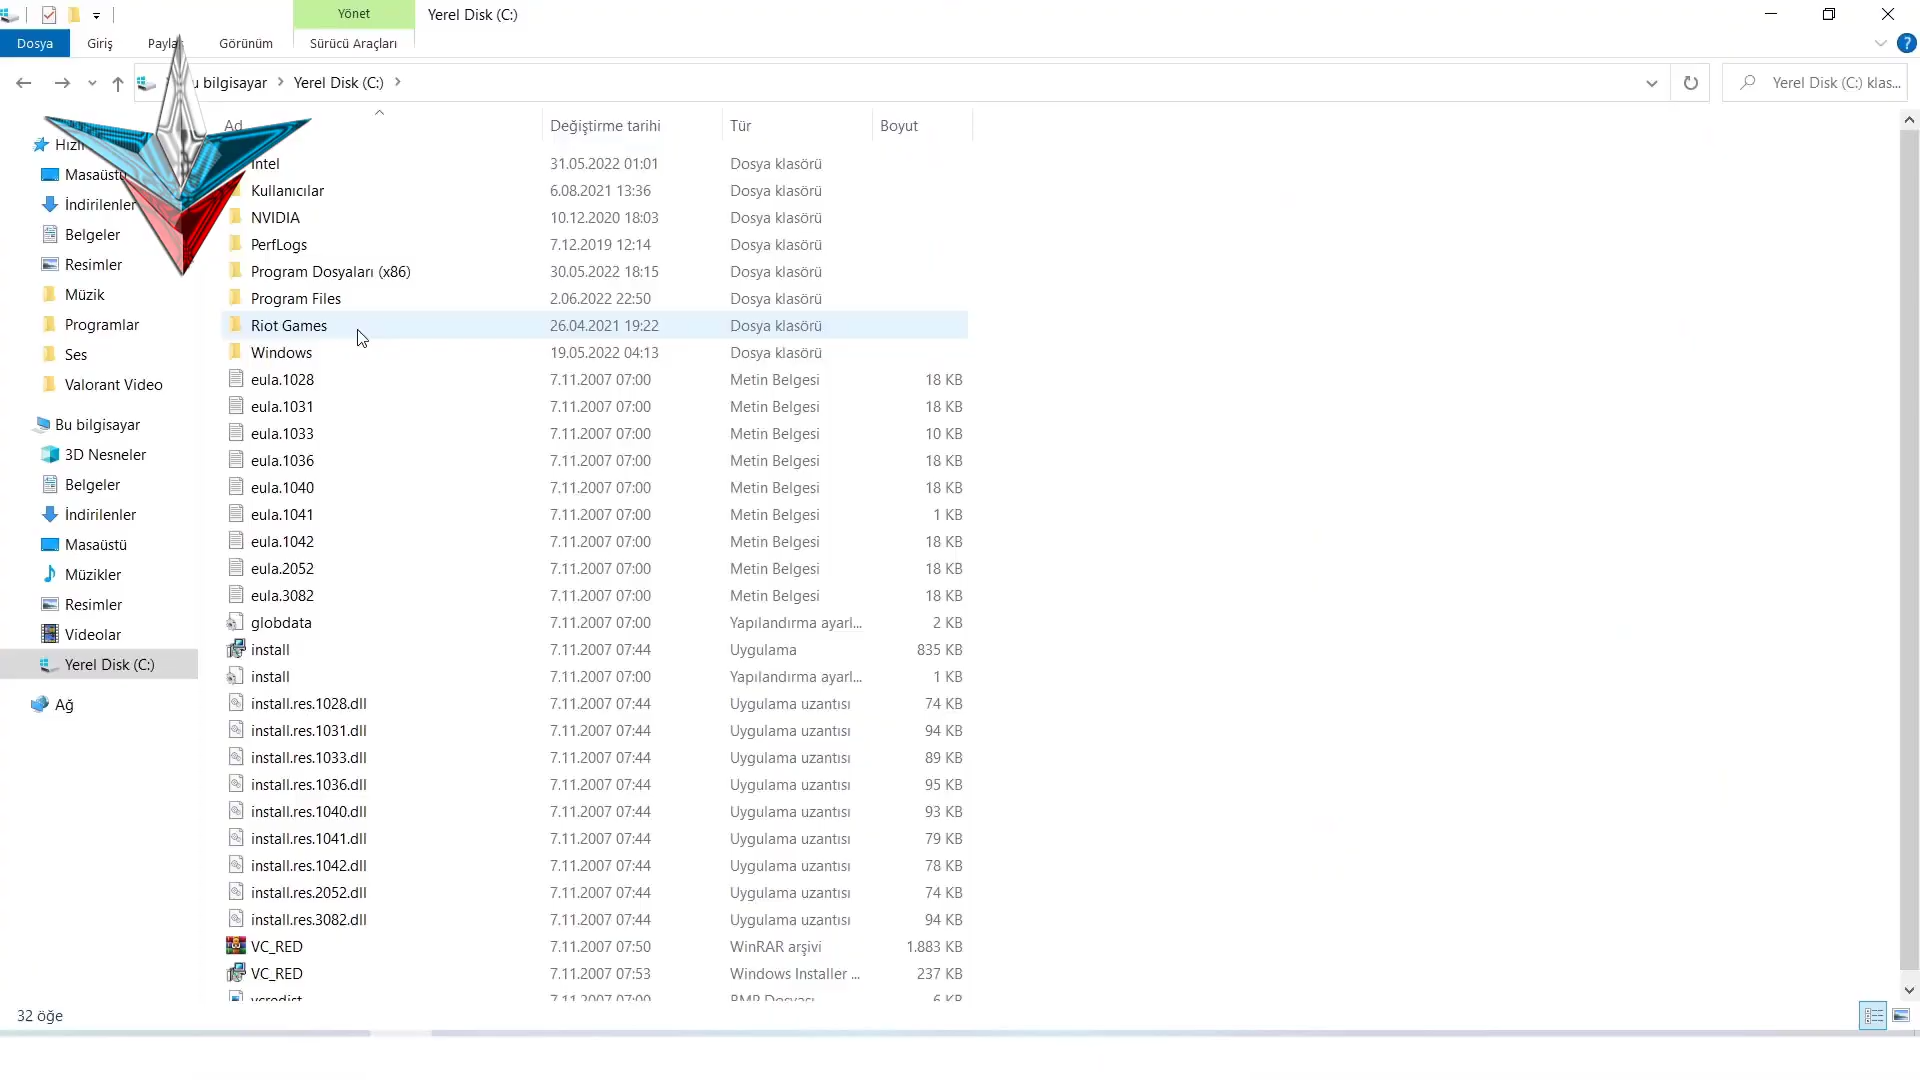 Yönet
Yerel Disk (C:)
Dosya
Giriş
Görünüm
Sürücü Araçları
bilgisayar
Yerel Disk (C:)
Yerel Disk (C:) klas...
Ad
Değiştirme tarihi
Tür
Boyut
Masaüstü
İndirilenler
Belgeler
Resimler
Müzik
Programlar
Ses
Valorant Video
Bu bilgisayar
3D Nesneler
Belgeler
İndirilenler
Masaüstü
Müzikler
Resimler
Videolar
Yerel Disk (C:)
Ağ
Intel 31.05.2022 01:01 Dosya klasörü
Kullanıcılar 6.08.2021 13:36 Dosya klasörü
NVIDIA 10.12.2020 18:03 Dosya klasörü
PerfLogs 7.12.2019 12:14 Dosya klasörü
Program Dosyaları (x86) 30.05.2022 18:15 Dosya klasörü
Program Files 2.06.2022 22:50 Dosya klasörü
Riot Games 26.04.2021 19:22 Dosya klasörü
Windows 19.05.2022 04:13 Dosya klasörü
eula.1028 7.11.2007 07:00 Metin Belgesi 18 KB
eula.1031 7.11.2007 07:00 Metin Belgesi 18 KB
eula.1033 7.11.2007 07:00 Metin Belgesi 10 KB
eula.1036 7.11.2007 07:00 Metin Belgesi 18 KB
eula.1040 7.11.2007 07:00 Metin Belgesi 18 KB
eula.1041 7.11.2007 07:00 Metin Belgesi 1 KB
eula.1042 7.11.2007 07:00 Metin Belgesi 18 KB
eula.2052 7.11.2007 07:00 Metin Belgesi 18 KB
eula.3082 7.11.2007 07:00 Metin Belgesi 18 KB
globdata 7.11.2007 07:00 Yapılandırma ayarl... 2 KB
install 7.11.2007 07:44 Uygulama 835 KB
install 7.11.2007 07:00 Yapılandırma ayarl... 1 KB
install.res.1028.dll 7.11.2007 07:44 Uygulama uzantısı 74 KB
install.res.1031.dll 7.11.2007 07:44 Uygulama uzantısı 94 KB
install.res.1033.dll 7.11.2007 07:44 Uygulama uzantısı 89 KB
install.res.1036.dll 7.11.2007 07:44 Uygulama uzantısı 95 KB
install.res.1040.dll 7.11.2007 07:44 Uygulama uzantısı 93 KB
install.res.1041.dll 7.11.2007 07:44 Uygulama uzantısı 79 KB
install.res.1042.dll 7.11.2007 07:44 Uygulama uzantısı 78 KB
install.res.2052.dll 7.11.2007 07:44 Uygulama uzantısı 74 KB
install.res.3082.dll 7.11.2007 07:44 Uygulama uzantısı 94 KB
VC_RED 7.11.2007 07:50 WinRAR arşivi 1.883 KB
VC_RED 7.11.2007 07:53 Windows Installer ... 237 KB
vcredist 7.11.2007 07:00 BMP Dosyası 6 KB
32 öğe